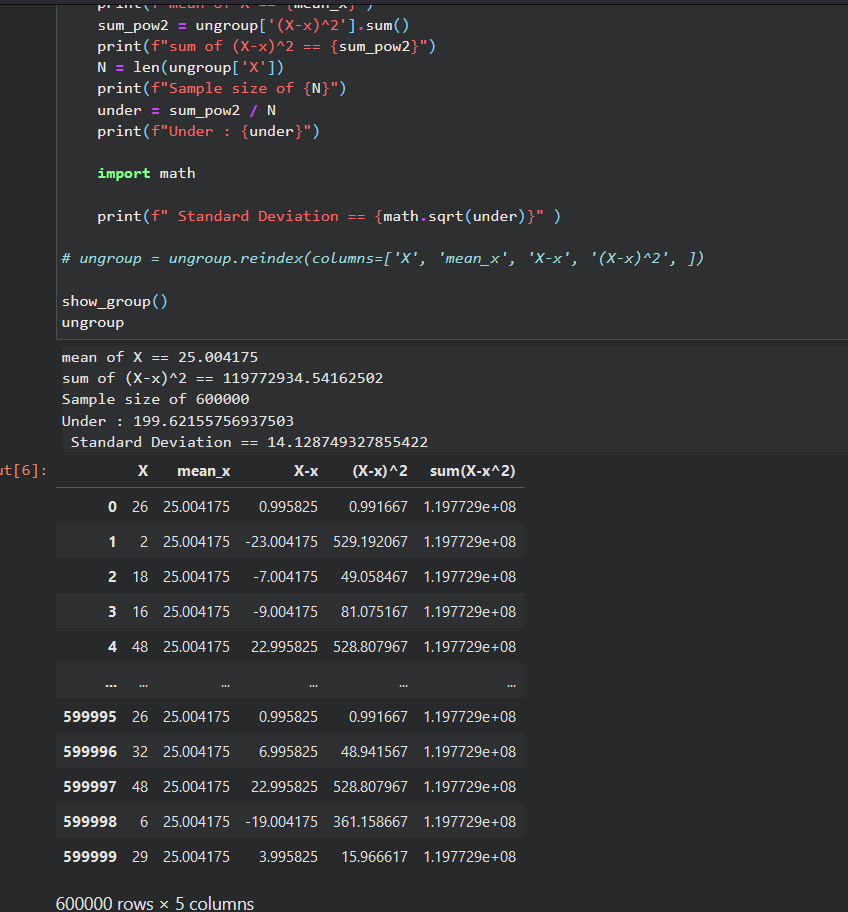 print(f"mean of X == {mean_x}")
sum_pow2 = ungroup['(X-x)^2'].sum()
print(f"sum of (X-x)^2 == {sum_pow2}")
N = len(ungroup['X'])
print(f"Sample size of {N}")
under = sum_pow2 / N
print(f"Under : {under}")
import math
print(f" Standard Deviation == {math.sqrt(under)}" )
# ungroup = ungroup.reindex(columns=['X', 'mean_x', 'X-x', '(X-x)^2', ])
show_group()
ungroup
mean of X == 25.004175
sum of (X-x)^2 == 119772934.54162502
Sample size of 600000
Under : 199.62155756937503
Standard Deviation == 14.128749327855422
ut[6]:
X mean_x X-x (X-x)^2 sum(X-x^2)
0 26 25.004175 0.995825 0.991667 1.197729e+08
1 2 25.004175 -23.004175 529.192067 1.197729e+08
2 18 25.004175 -7.004175 49.058467 1.197729e+08
3 16 25.004175 -9.004175 81.075167 1.197729e+08
4 48 25.004175 22.995825 528.807967 1.197729e+08
... ... ... ... ... ...
599995 26 25.004175 0.995825 0.991667 1.197729e+08
599996 32 25.004175 6.995825 48.941567 1.197729e+08
599997 48 25.004175 22.995825 528.807967 1.197729e+08
599998 6 25.004175 -19.004175 361.158667 1.197729e+08
599999 29 25.004175 3.995825 15.966617 1.197729e+08
600000 rows × 5 columns